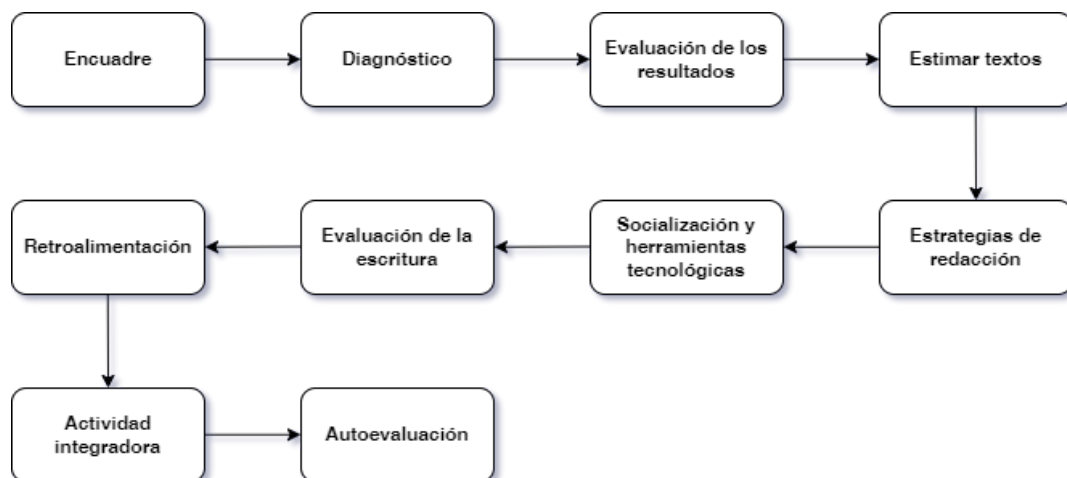 Encuadre
Diagnóstico
Evaluación de los
resultados
Estimar textos
Estrategias de
redacción
Socialización y
herramientas
tecnológicas
Evaluación de la
escritura
Retroalimentación
Actividad
integradora
Autoevaluación